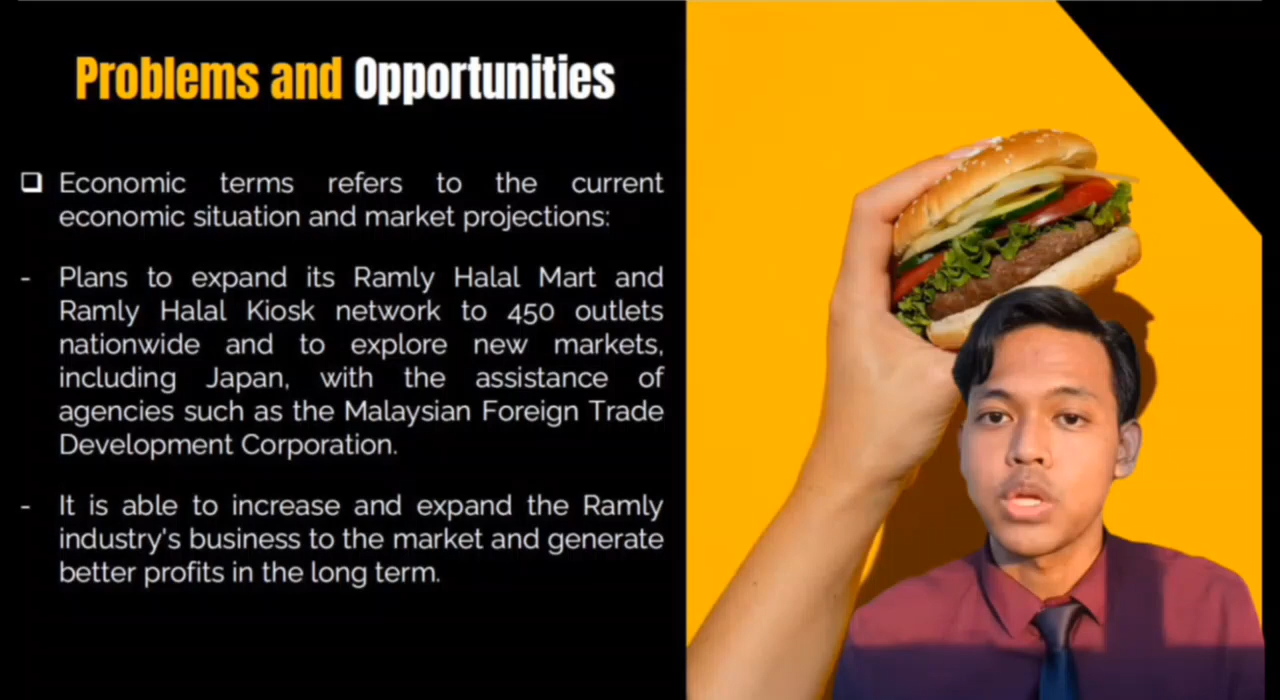 Problems and Opportunities
Economic terms refers to the current
economic situation and market projections:
- Plans to expand its Ramly Halal Mart and
Ramly Halal Kiosk network to 450 outlets
nationwide and to explore new markets,
including Japan, with the assistance of
agencies such as the Malaysian Foreign Trade
Development Corporation.
- It is able to increase and expand the Ramly
industry's business to the market and generate
better profits in the long term.